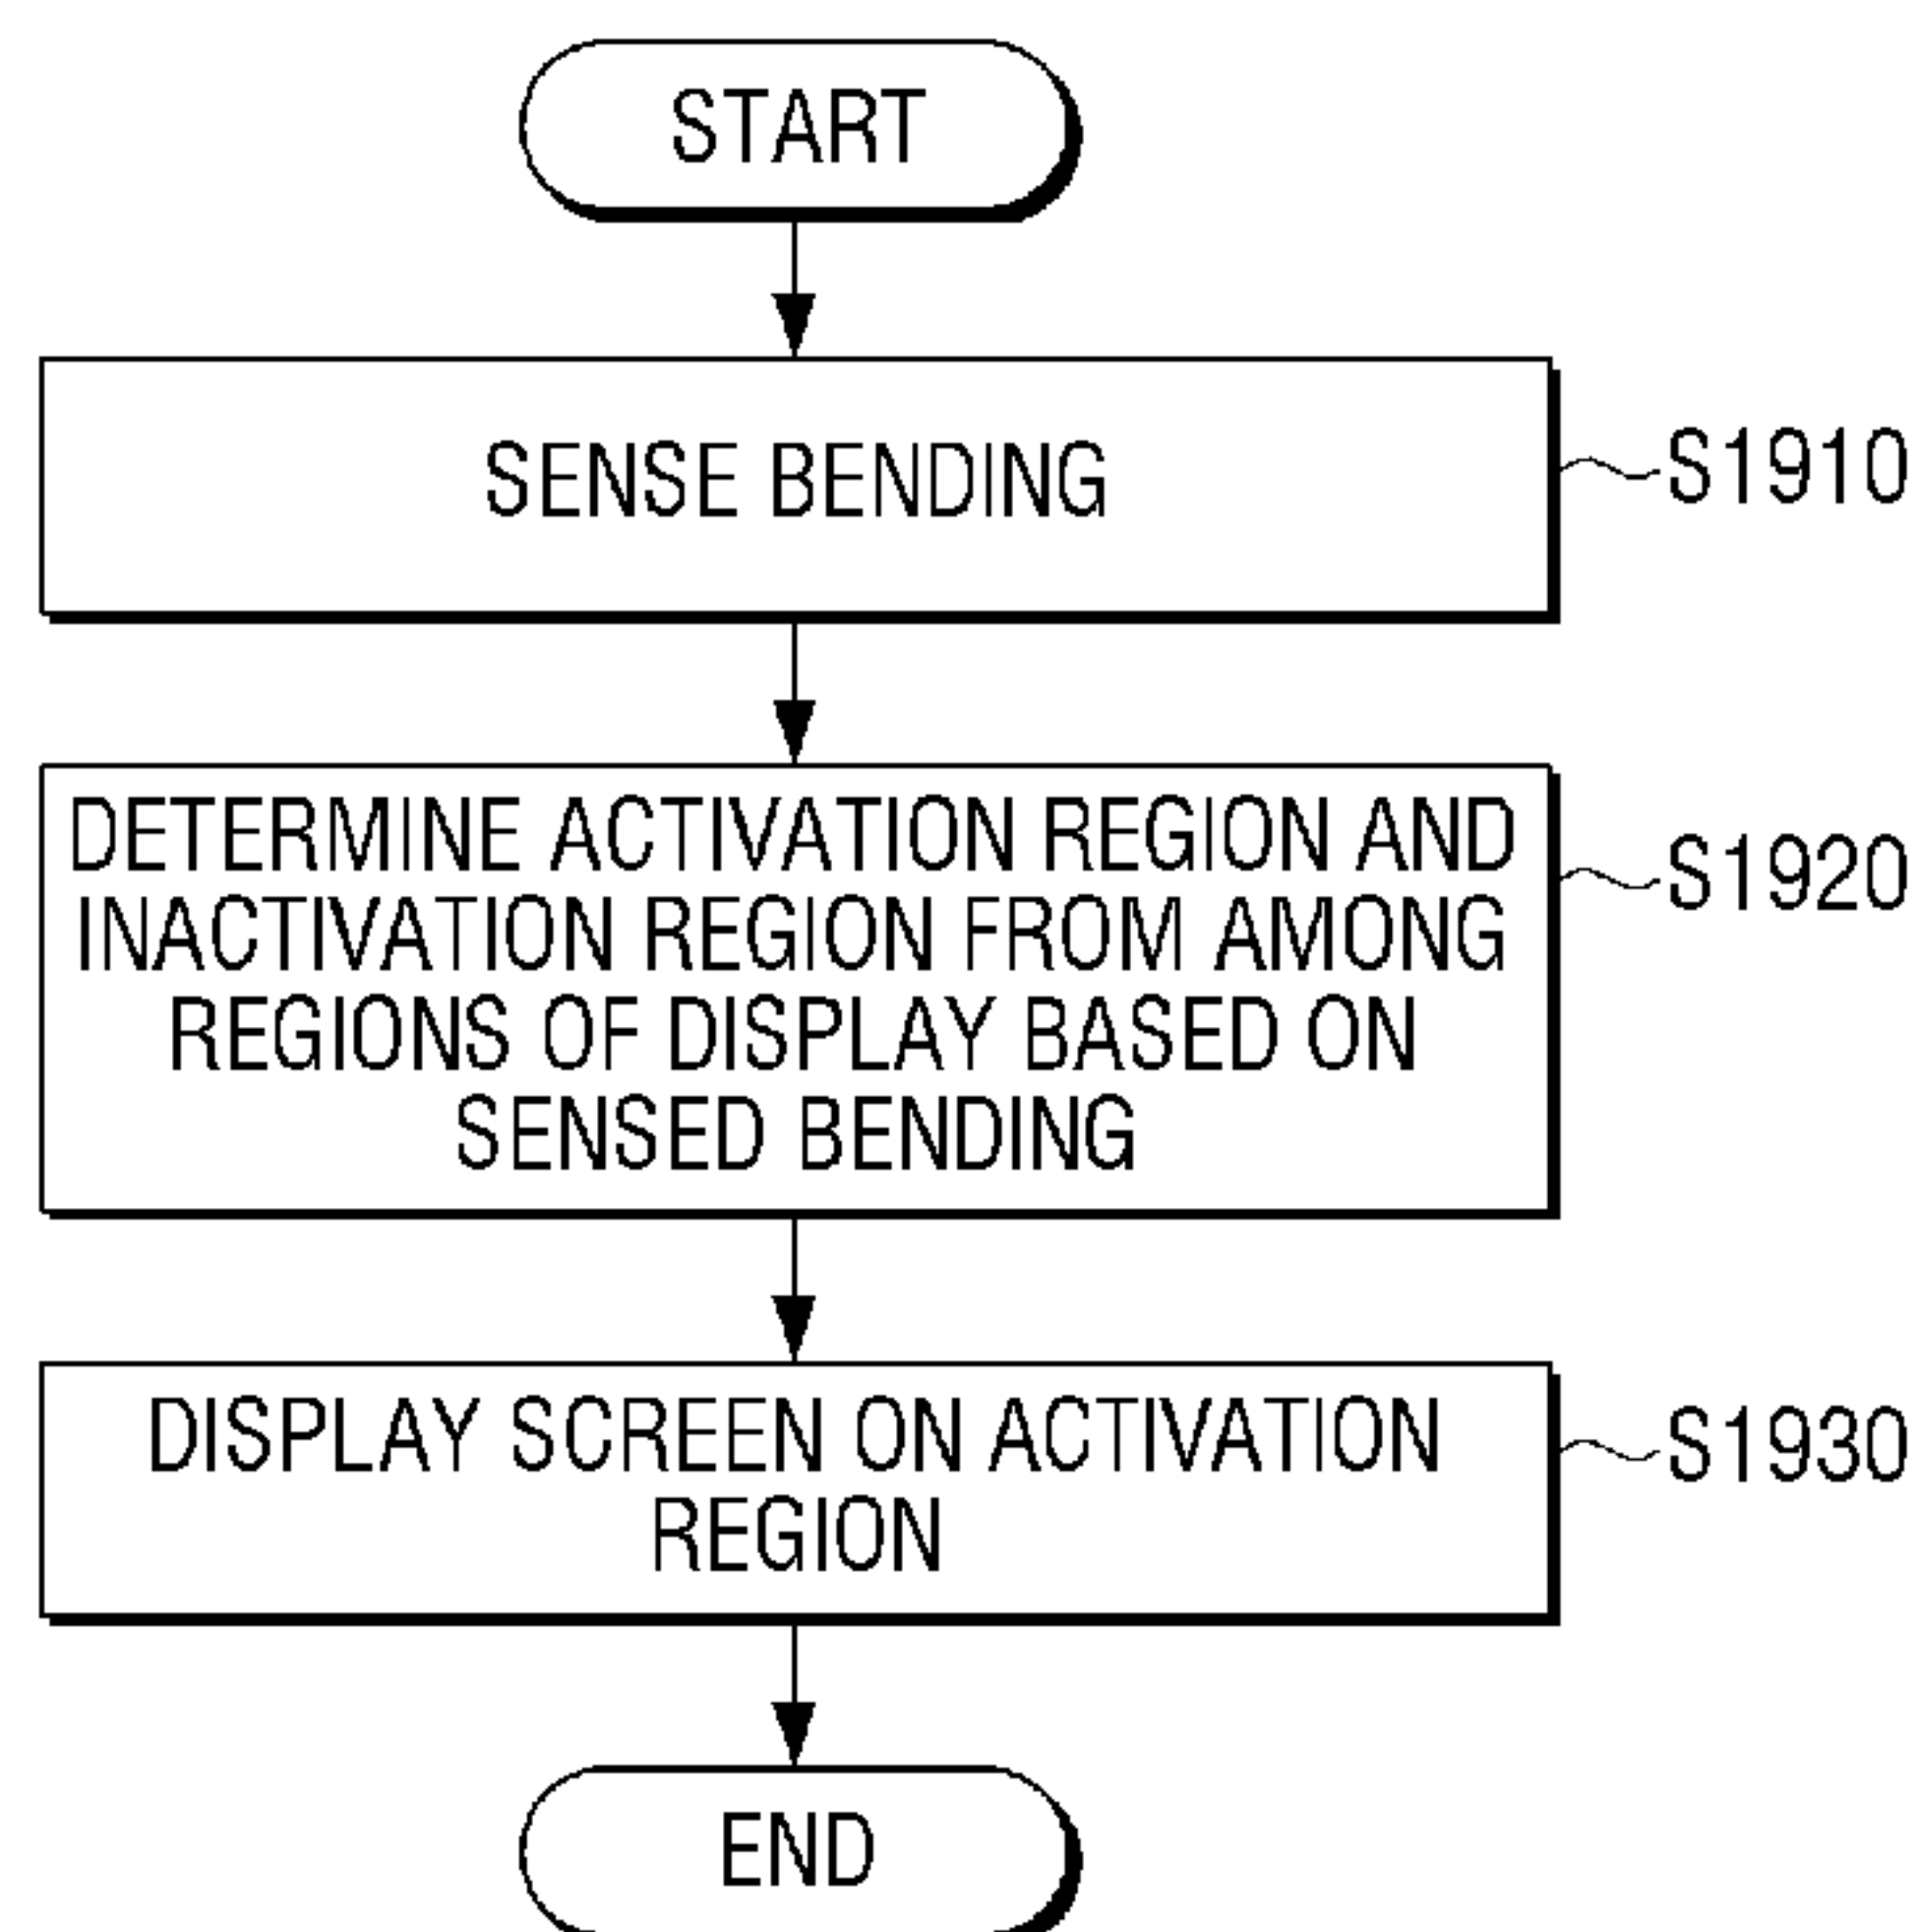 START
SENSE BENDING
S1910
DETERMINE ACTIVATION REGION AND
INACTIVATION REGION FROM AMONG
REGIONS OF DISPLAY BASED ON
SENSED BENDING
S1920
DISPLAY SCREEN ON ACTIVATION
REGION
S1930
END